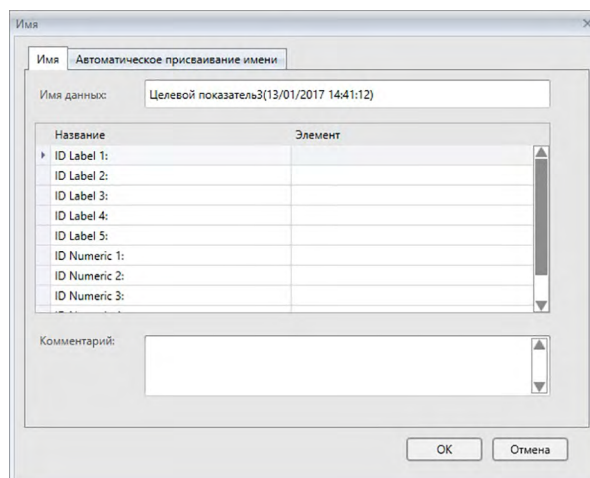 Имя
Имя Автоматическое присваивание имени
Имя данных: Целевой показатель3(13/01/2017 14:41:12)
Название Элемент
ID Label 1:
ID Label 2:
ID Label 3:
ID Label 4:
ID Label 5:
ID Numeric 1:
ID Numeric 2:
ID Numeric 3:
Комментарий:
OK Отмена